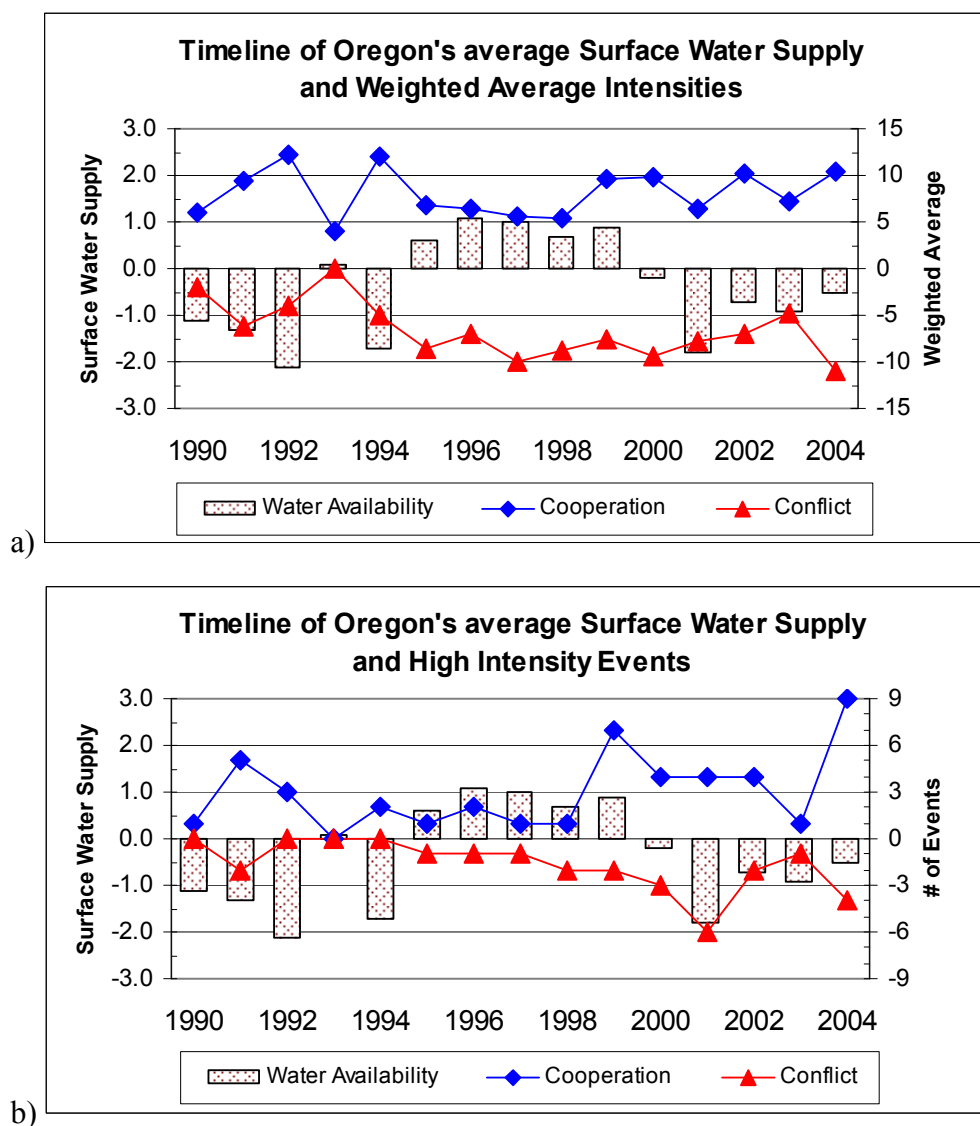 Timeline of Oregon's average Surface Water Supply
and Weighted Average Intensities
Surface Water Supply
3.0
2.0
1.0
0.0
-1.0
-2.0
-3.0
15
10
5
0
-5
-10
-15
Weighted Average
1990 1992 1994 1996 1998 2000 2002 2004
Water Availability Cooperation Conflict
a)
Timeline of Oregon's average Surface Water Supply
and High Intensity Events
Surface Water Supply
3.0
2.0
1.0
0.0
-1.0
-2.0
-3.0
9
6
3
0
-3
-6
-9
# of Events
1990 1992 1994 1996 1998 2000 2002 2004
Water Availability Cooperation Conflict
b)